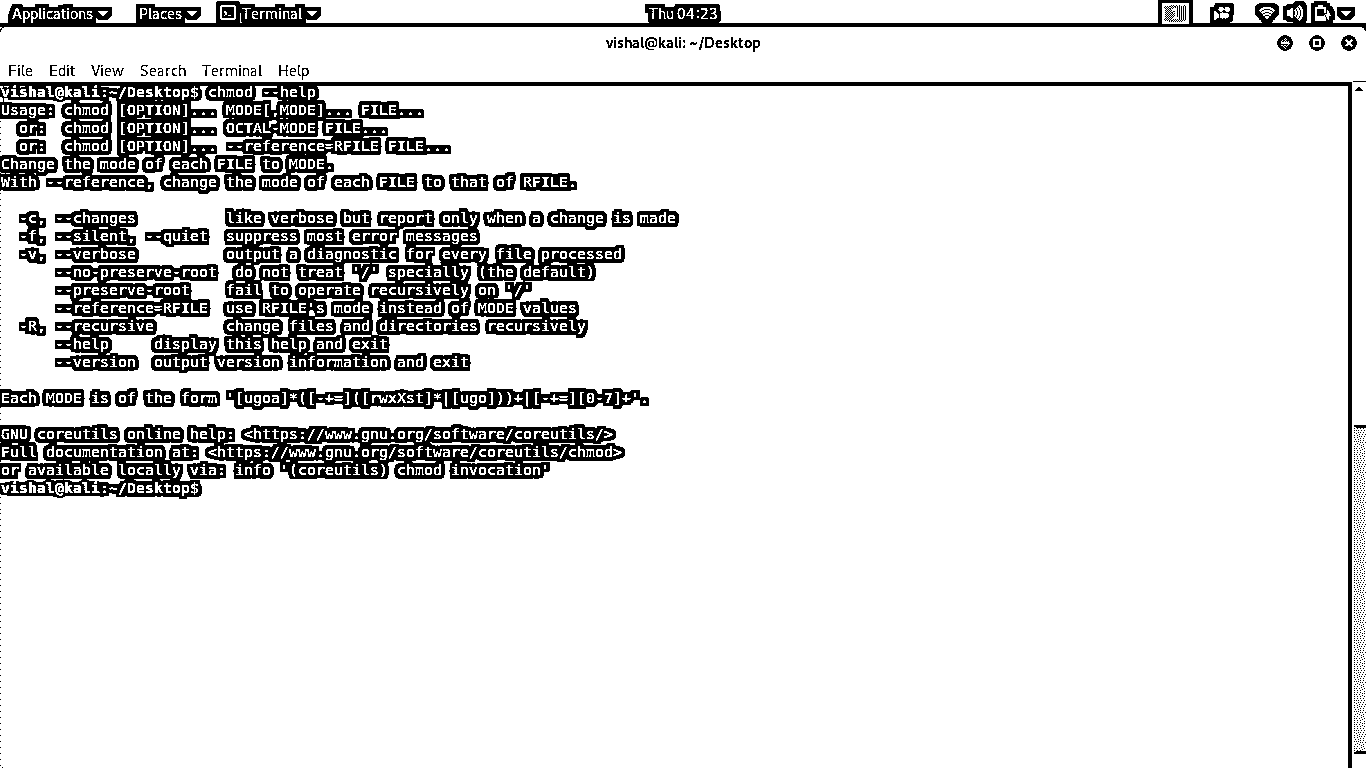 Applications Places Terminal Thu 04:23
vishal@kali: ~/Desktop
File Edit View Search Terminal Help
vishal@kali:~/Desktop$ chmod --help
Usage: chmod [OPTION]... MODE[,MODE]... FILE...
  or:  chmod [OPTION]... OCTAL-MODE FILE...
  or:  chmod [OPTION]... --reference=RFILE FILE...
Change the mode of each FILE to MODE.
With --reference, change the mode of each FILE to that of RFILE.

  -c, --changes          like verbose but report only when a change is made
  -f, --silent, --quiet  suppress most error messages
  -v, --verbose          output a diagnostic for every file processed
      --no-preserve-root  do not treat '/' specially (the default)
      --preserve-root    fail to operate recursively on '/'
      --reference=RFILE  use RFILE's mode instead of MODE values
  -R, --recursive        change files and directories recursively
      --help     display this help and exit
      --version  output version information and exit

Each MODE is of the form '[ugoa]*([-+=]([rwxXst]*|[ugo]))+|[-+=][0-7]+'.

GNU coreutils online help: <https://www.gnu.org/software/coreutils/>
Full documentation at: <https://www.gnu.org/software/coreutils/chmod>
or available locally via: info '(coreutils) chmod invocation'
vishal@kali:~/Desktop$